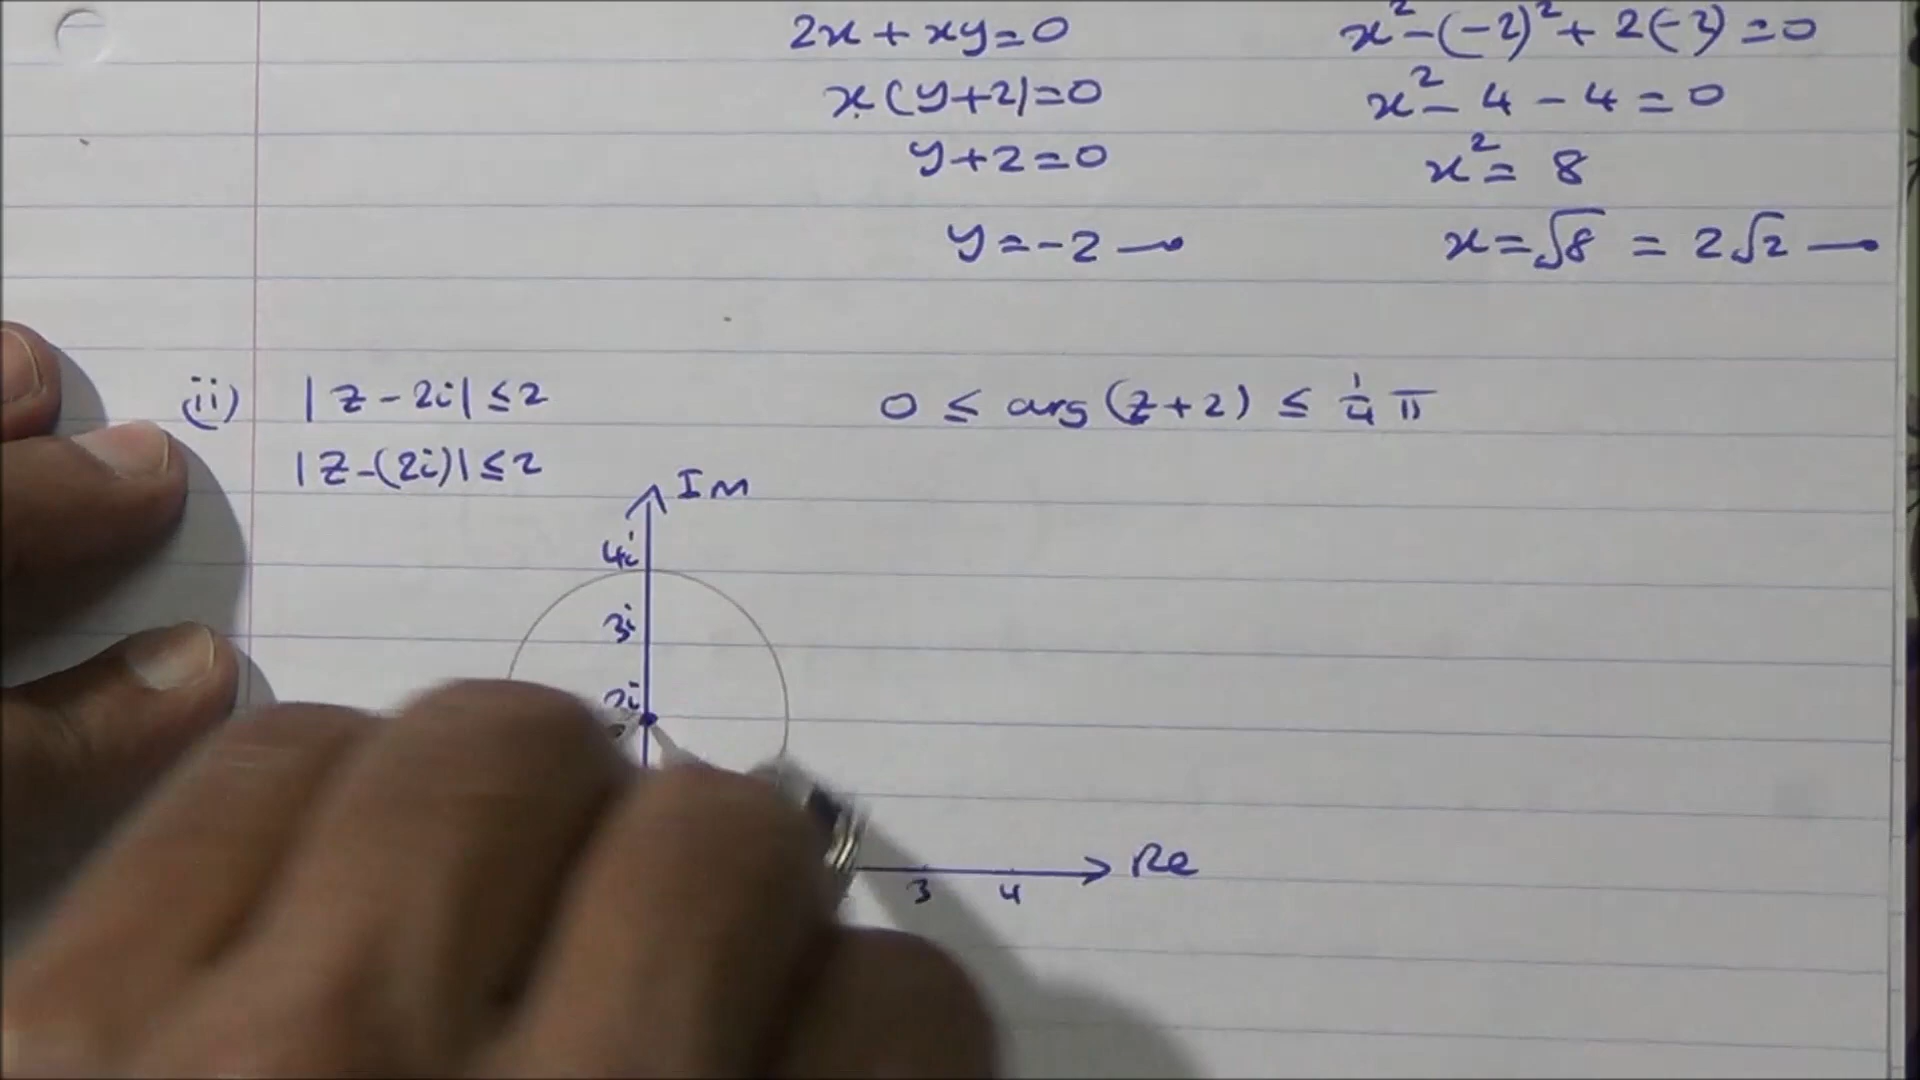 2x + xy = 0
x(y+2) = 0
y + 2 = 0
y = -2
x² - (-2)² + 2(-2) = 0
x² - 4 - 4 = 0
x² = 8
x = √8 = 2√2
(ii) |z - 2i| ≤ 2 0 ≤ arg(z+2) ≤ 1/4 π
|z-(2i)| ≤ 2
Im
4i
3i
2i
Re
3 4